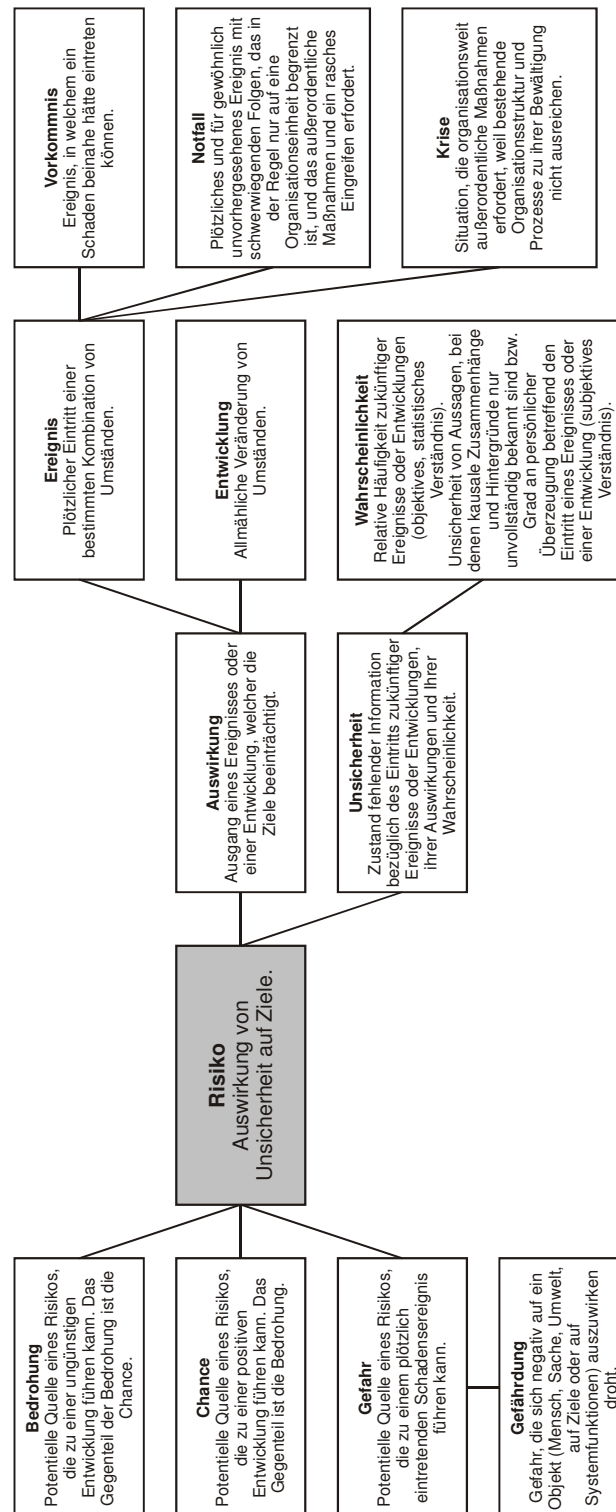 Bedrohung
Potentielle Quelle eines Risikos,
die zu einer ungünstigen
Entwicklung führen kann. Das
Gegenteil der Bedrohung ist die
Chance.
Chance
Potentielle Quelle eines Risikos,
die zu einer positiven
Entwicklung führen kann. Das
Gegenteil ist die Bedrohung.
Gefahr
Potentielle Quelle eines Risikos,
die zu einem plötzlich
eintretenden Schadensereignis
führen kann.
Gefährdung
Gefahr, die sich negativ auf ein
Objekt (Mensch, Sache, Umwelt,
auf Ziele oder auf
Systemfunktionen) auszuwirken
droht.
Risiko
Auswirkung von
Unsicherheit auf Ziele.
Auswirkung
Ausgang eines Ereignisses oder
einer Entwicklung, welcher die
Ziele beeinträchtigt.
Unsicherheit
Zustand fehlender Information
bezüglich des Eintritts zukünftiger
Ereignisse oder Entwicklungen,
ihrer Auswirkungen und Ihrer
Wahrscheinlichkeit.
Ereignis
Plötzlicher Eintritt einer
bestimmten Kombination von
Umständen.
Entwicklung
Allmähliche Veränderung von
Umständen.
Wahrscheinlichkeit
Relative Häufigkeit zukünftiger
Ereignisse oder Entwicklungen
(objektives, statistisches
Verständnis).
Unsicherheit von Aussagen, bei
denen kausale Zusammenhänge
und Hintergründe nur
unvollständig bekannt sind bzw.
Grad an persönlicher
Überzeugung betreffend den
Eintritt eines Ereignisses oder
einer Entwicklung (subjektives
Verständnis).
Vorkommnis
Ereignis, in welchem ein
Schaden beinahe hätte eintreten
können.
Notfall
Plötzliches und für gewöhnlich
unvorhergesehenes Ereignis mit
schwerwiegenden Folgen, das in
der Regel nur auf eine
Organisationseinheit begrenzt
ist, und das außerordentliche
Maßnahmen und ein rasches
Eingreifen erfordert.
Krise
Situation, die organisationsweit
außerordentliche Maßnahmen
erfordert, weil bestehende
Organisationsstruktur und
Prozesse zu ihrer Bewältigung
nicht ausreichen.